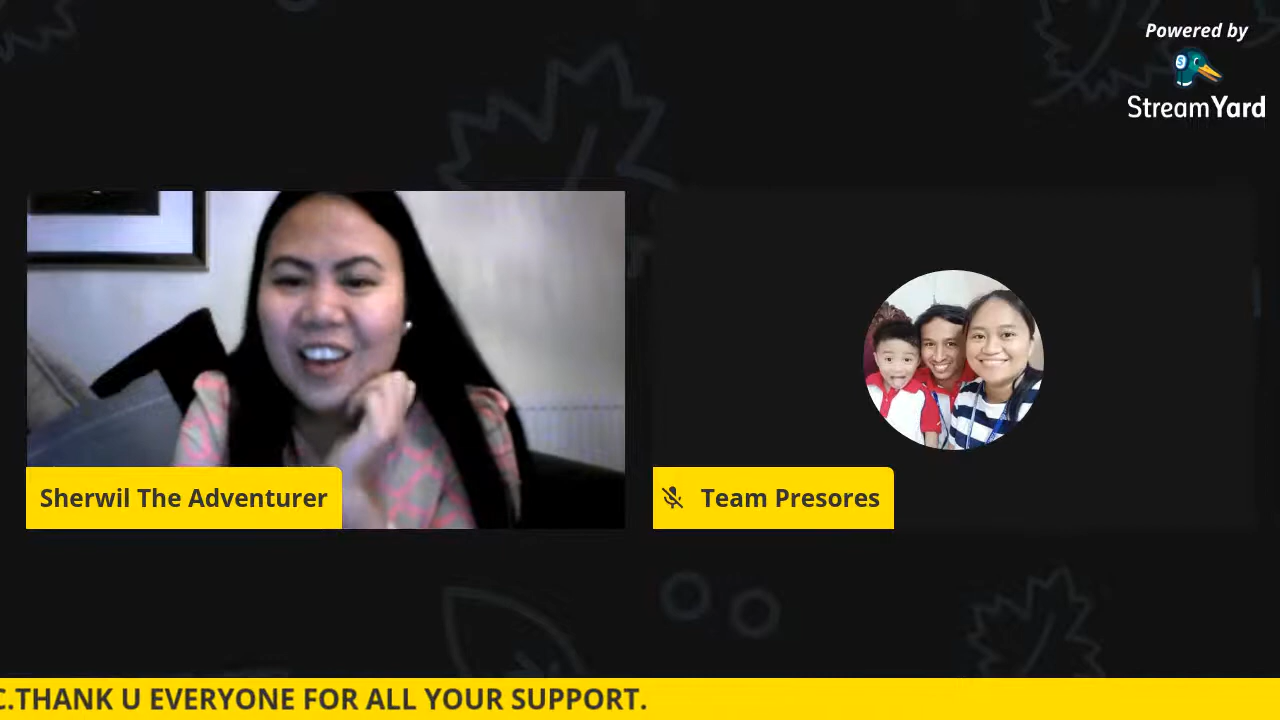 Powered by
StreamYard
Sherwil The Adventurer
Team Presores
C.THANK U EVERYONE FOR ALL YOUR SUPPORT.